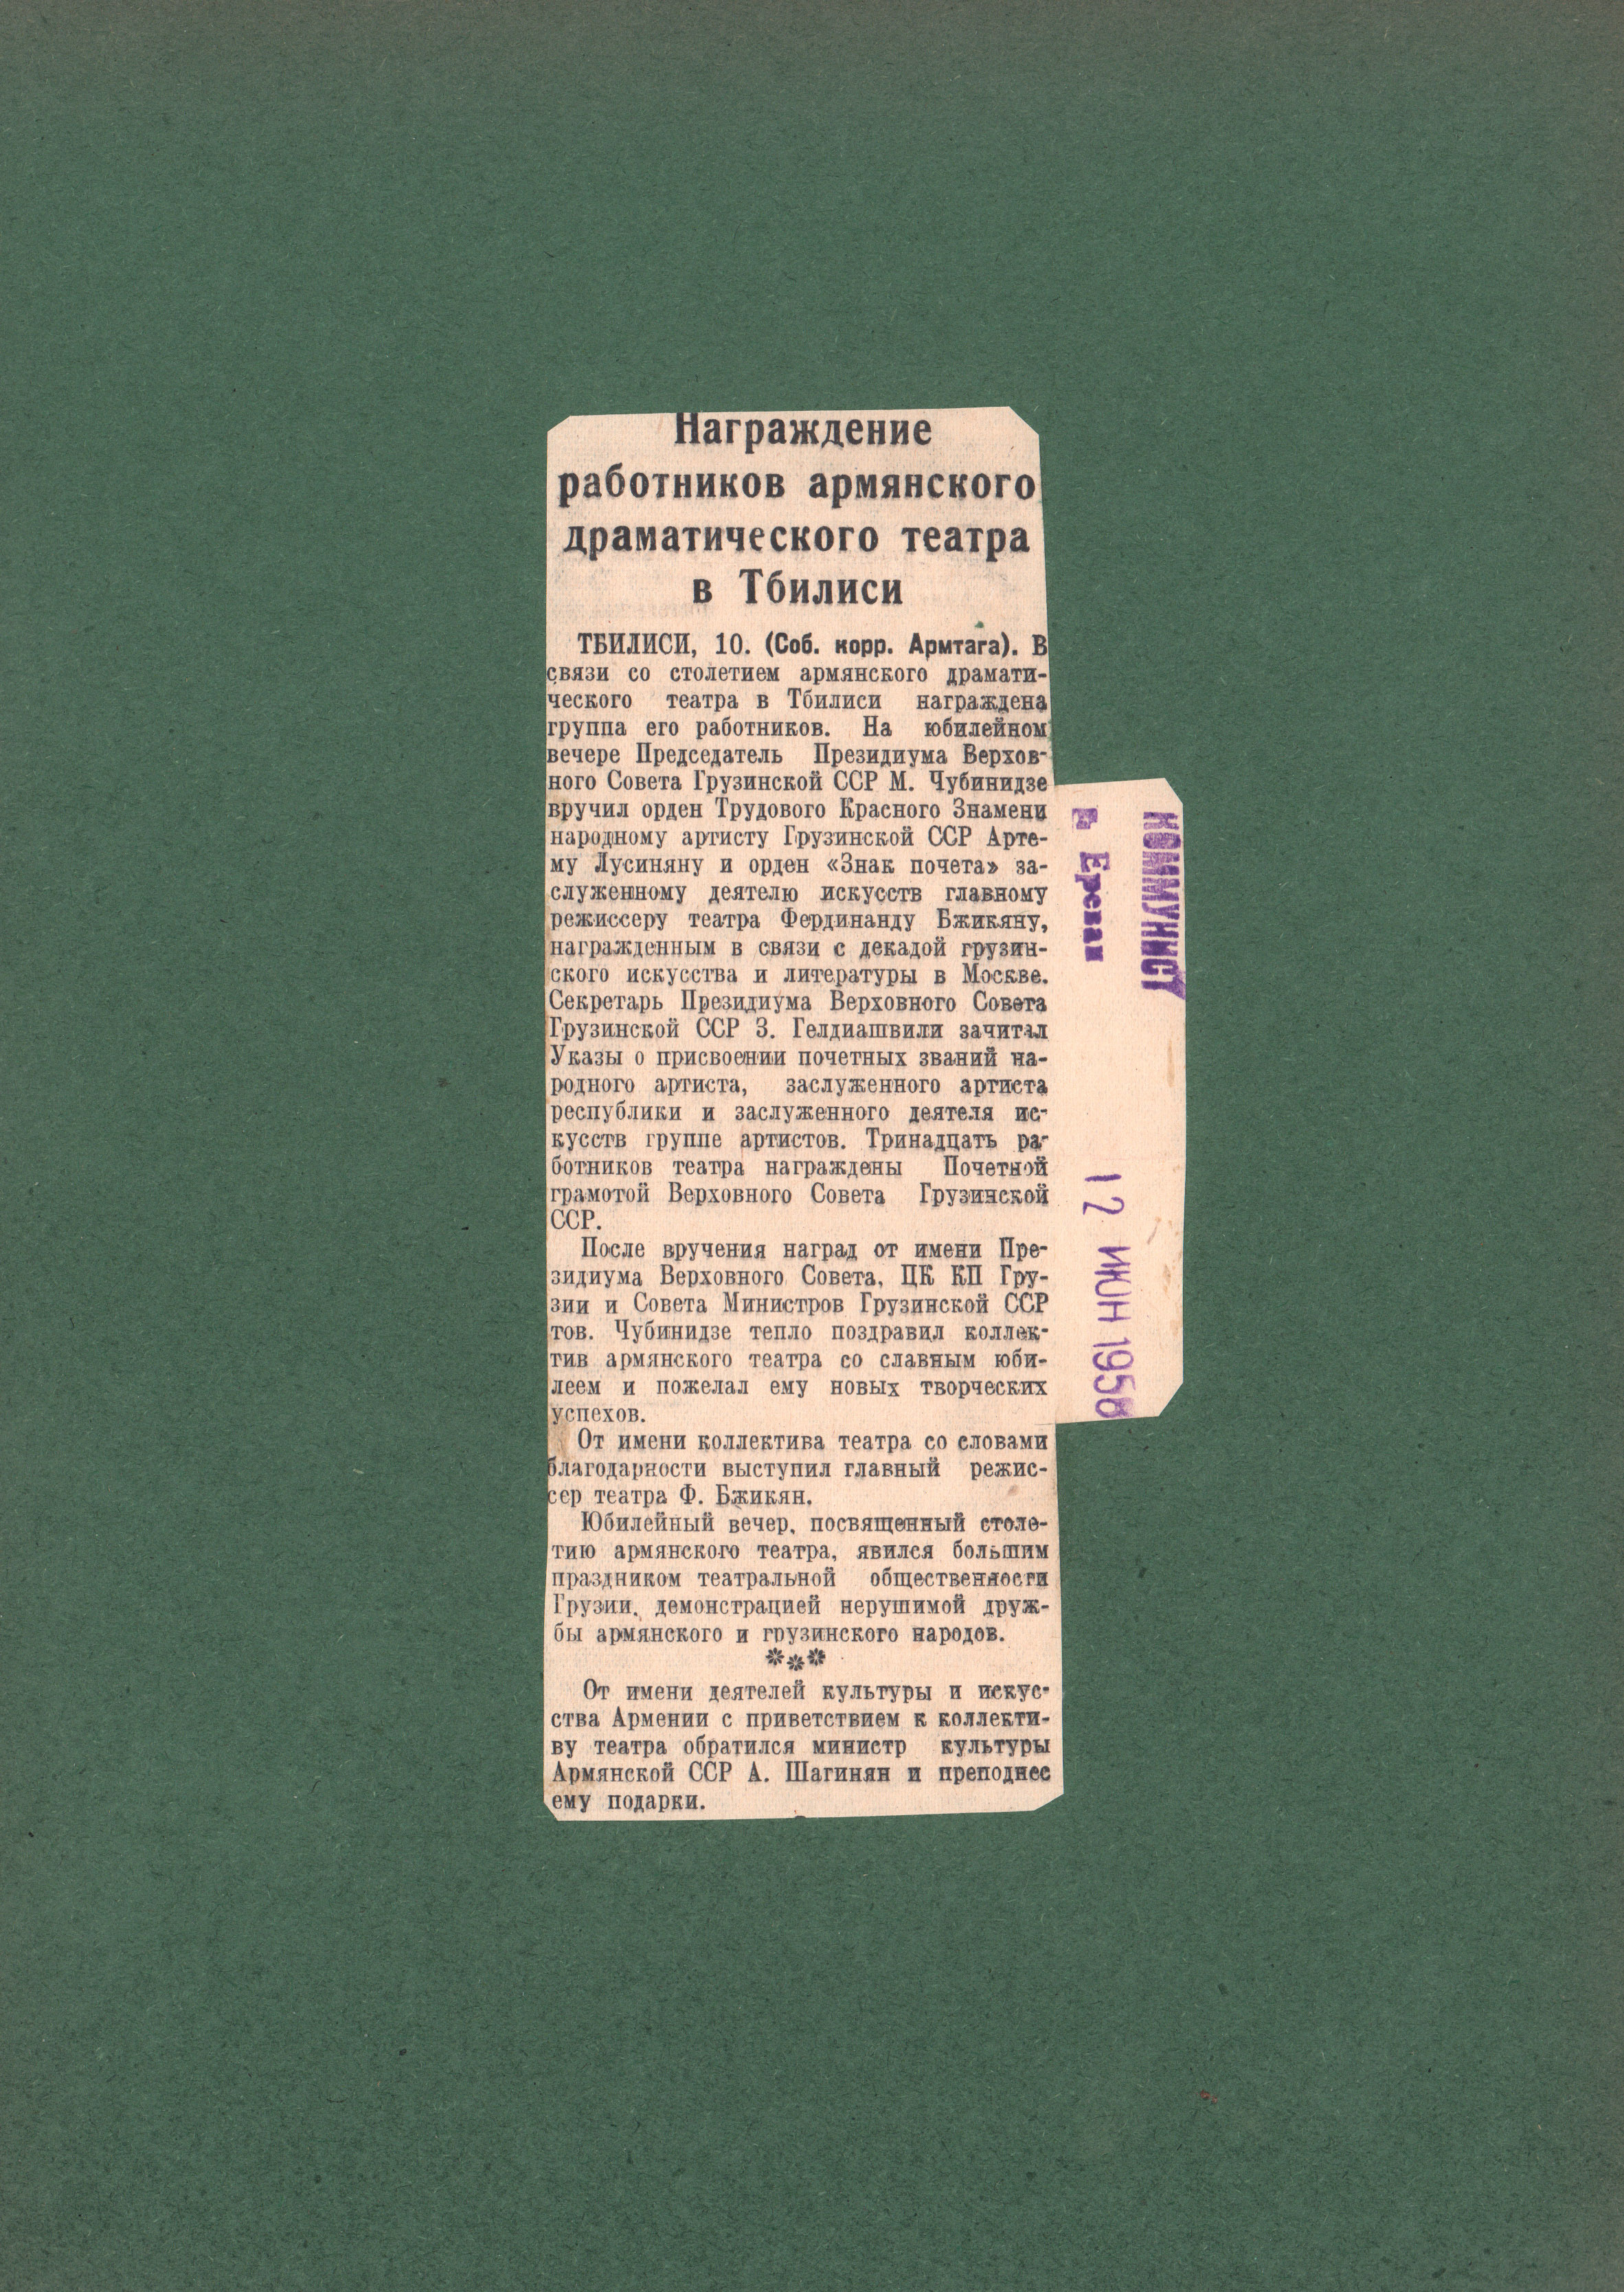 Награждение
работников армянского
драматического театра
в Тбилиси
ТБИЛИСИ, 10. (Соб. корр. Армтага). В
связи со столетием армянского драмати-
ческого театра в Тбилиси награждена
группа его работников. На юбилейном
вечере Председатель Президиума Верхов-
ного Совета Грузинской ССР М. Чубинидзе
вручил орден Трудового Красного Знамени
народному артисту Грузинской ССР Арте-
му Лусиняну и орден «Знак почета» за-
служенному деятелю искусств главному
режиссеру театра Фердинанду Бжикяну,
награжденным в связи с декадой грузин-
ского искусства и литературы в Москве.
Секретарь Президиума Верховного Совета
Грузинской ССР З. Гелдиашвили зачитал
Указы о присвоении почетных званий на-
родного артиста, заслуженного артиста
республики и заслуженного деятеля ис-
кусств группе артистов. Тринадцать ра-
ботников театра награждены Почетной
грамотой Верховного Совета Грузинской
ССР.
После вручения наград от имени Пре-
зидиума Верховного Совета, ЦК КП Гру-
зии и Совета Министров Грузинской ССР
тов. Чубинидзе тепло поздравил коллек-
тив армянского театра со славным юби-
леем и пожелал ему новых творческих
успехов.
От имени коллектива театра со словами
благодарности выступил главный режис-
сер театра Ф. Бжикян.
Юбилейный вечер, посвященный столе-
тию армянского театра, явился большим
праздником театральной общественности
Грузии, демонстрацией нерушимой друж-
бы армянского и грузинского народов.
***
От имени деятелей культуры и искус-
ства Армении с приветствием к коллекти-
ву театра обратился министр культуры
Армянской ССР А. Шагинян и преподнес
ему подарки.
КОММУНИСТ
г. Ереван
12 ИЮН 1958